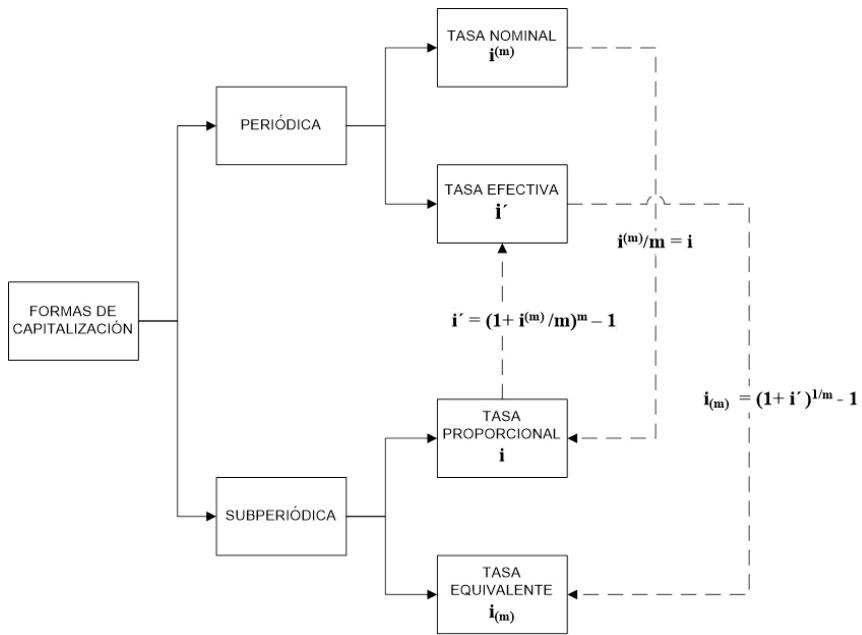 TASA NOMINAL
i(m)
PERIÓDICA
TASA EFECTIVA
i´
i(m)/m = i
FORMAS DE
CAPITALIZACIÓN
i´ = (1+ i(m) /m)m – 1
i(m) = (1+ i´ )1/m - 1
TASA
PROPORCIONAL
i
SUBPERIÓDICA
TASA
EQUIVALENTE
i(m)